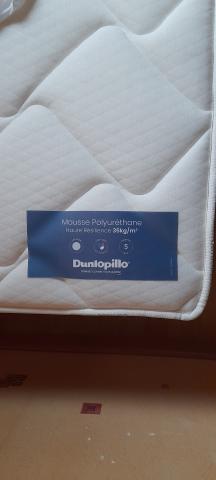 Mousse Polyuréthane
Haute Résilience 35kg/m³
S
Dunlopillo